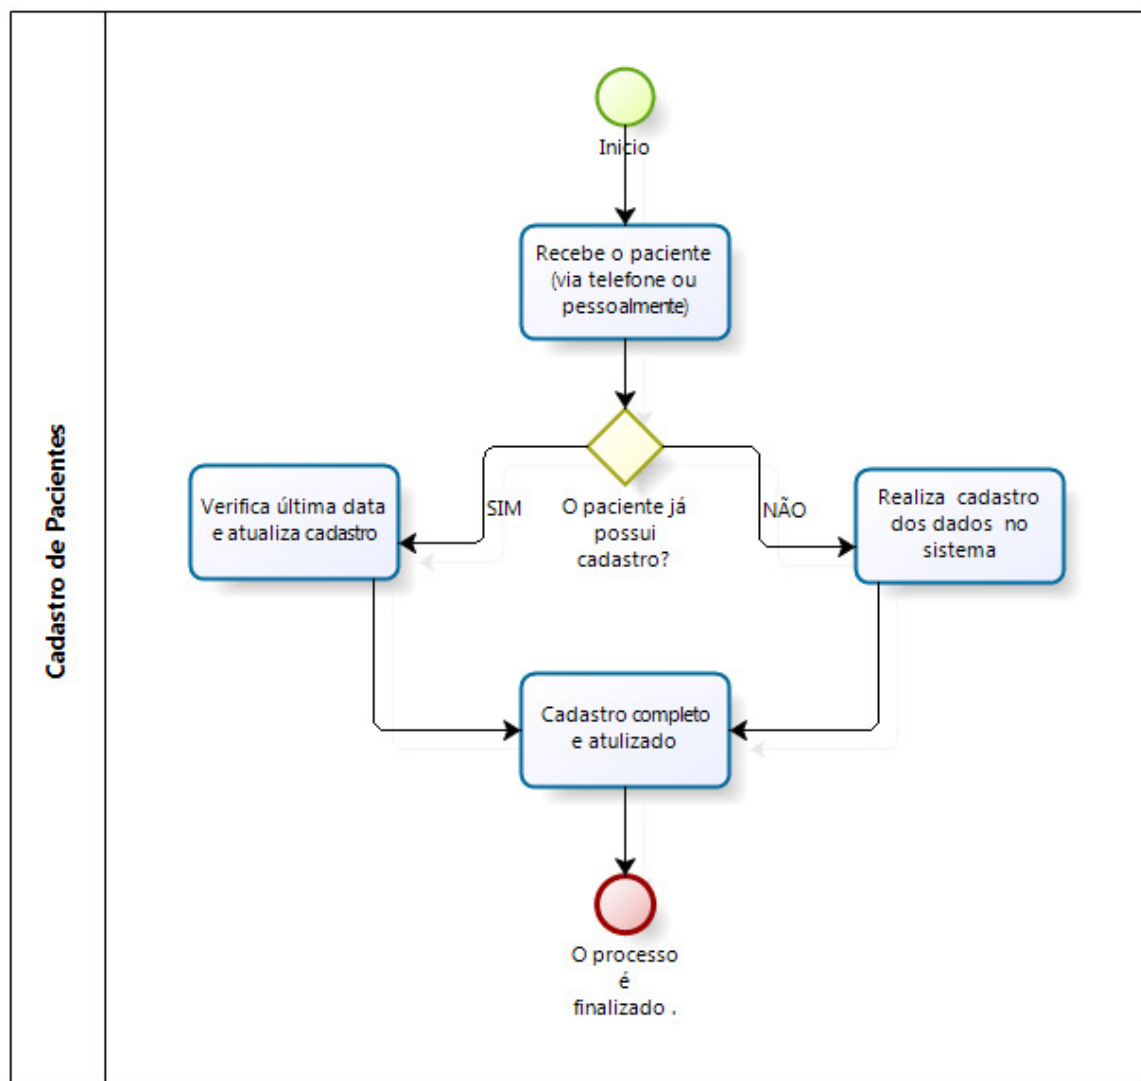 Cadastro de Pacientes
Inicio
Recebe o paciente
(via telefone ou
pessoalmente)
SIM
O paciente já
possui
cadastro?
NÃO
Verifica última data
e atualiza cadastro
Realiza cadastro
dos dados no
sistema
Cadastro completo
e atulizado
O processo
é
finalizado .